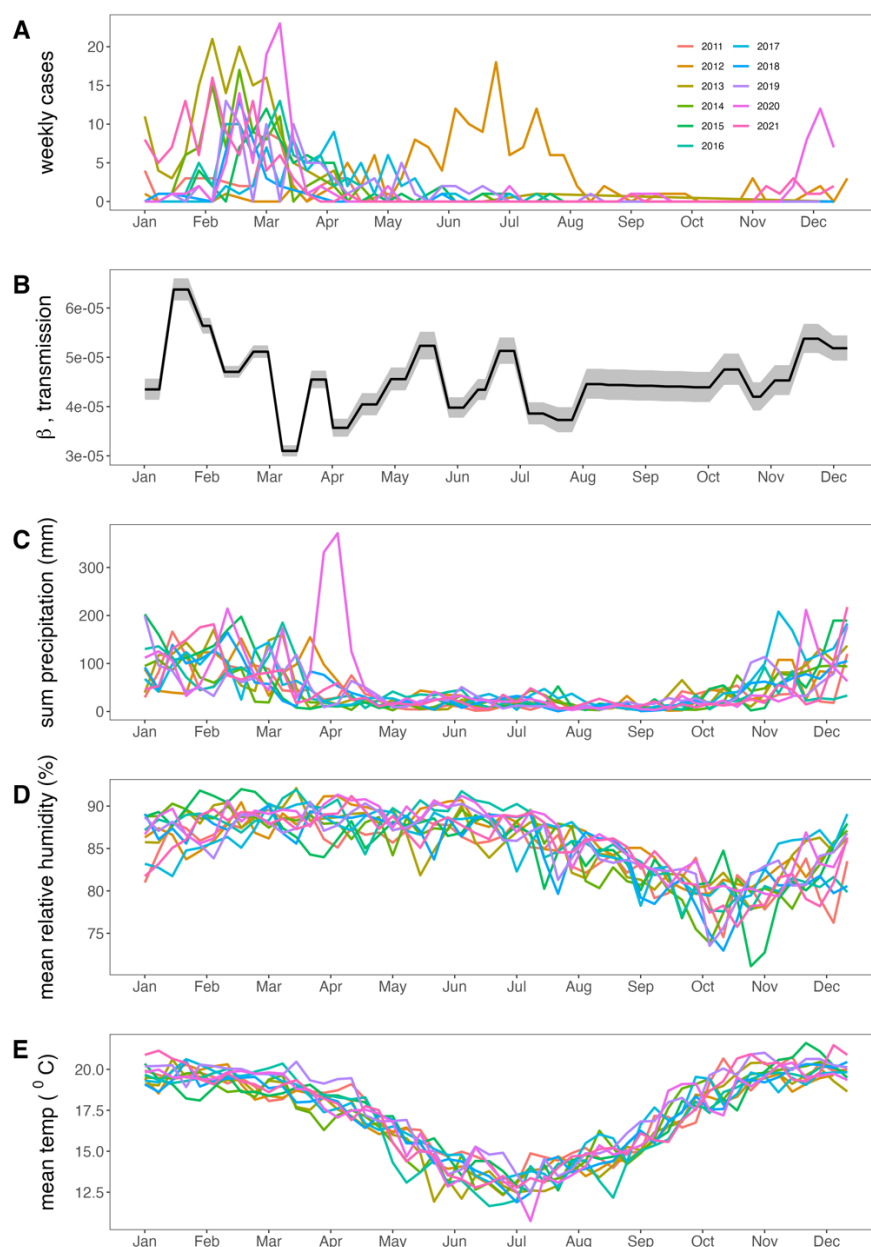 A
weekly cases
20
15
10
5
0
2011
2012
2013
2014
2015
2016
2017
2018
2019
2020
2021
Jan Feb Mar Apr May Jun Jul Aug Sep Oct Nov Dec
B
β , transmission
6e-05
5e-05
4e-05
3e-05
Jan Feb Mar Apr May Jun Jul Aug Sep Oct Nov Dec
C
sum precipitation (mm)
300
200
100
0
Jan Feb Mar Apr May Jun Jul Aug Sep Oct Nov Dec
D
mean relative humidity (%)
90
85
80
75
Jan Feb Mar Apr May Jun Jul Aug Sep Oct Nov Dec
E
mean temp ( ⁰ C)
20.0
17.5
15.0
12.5
Jan Feb Mar Apr May Jun Jul Aug Sep Oct Nov Dec